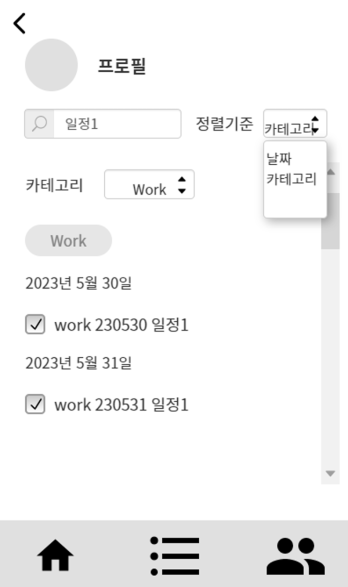 프로필
일정1
정렬기준
카테고리
날짜
카테고리
카테고리
Work
Work
2023년 5월 30일
work 230530 일정1
2023년 5월 31일
work 230531 일정1